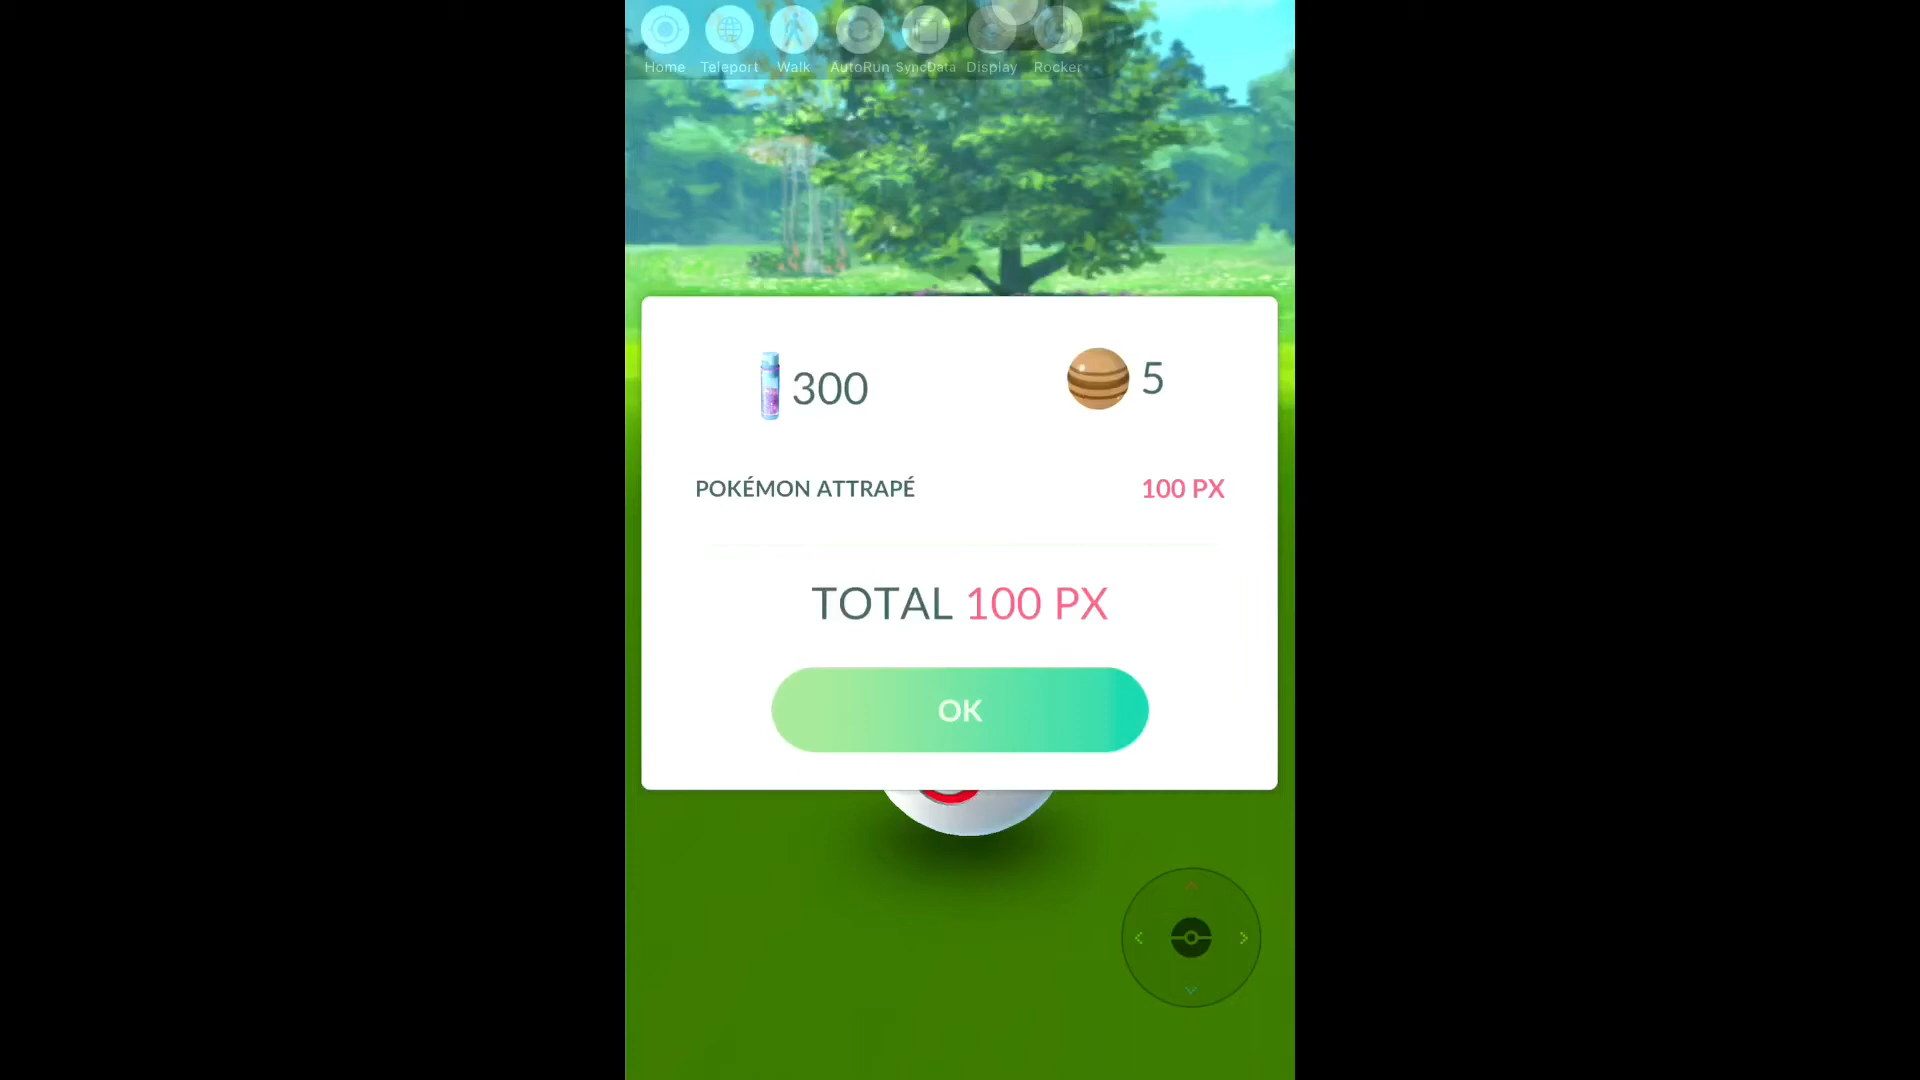 Home Teleport Walk AutoRun SyncData Display Rocker
300 5
POKÉMON ATTRAPÉ 100 PX
TOTAL 100 PX
OK